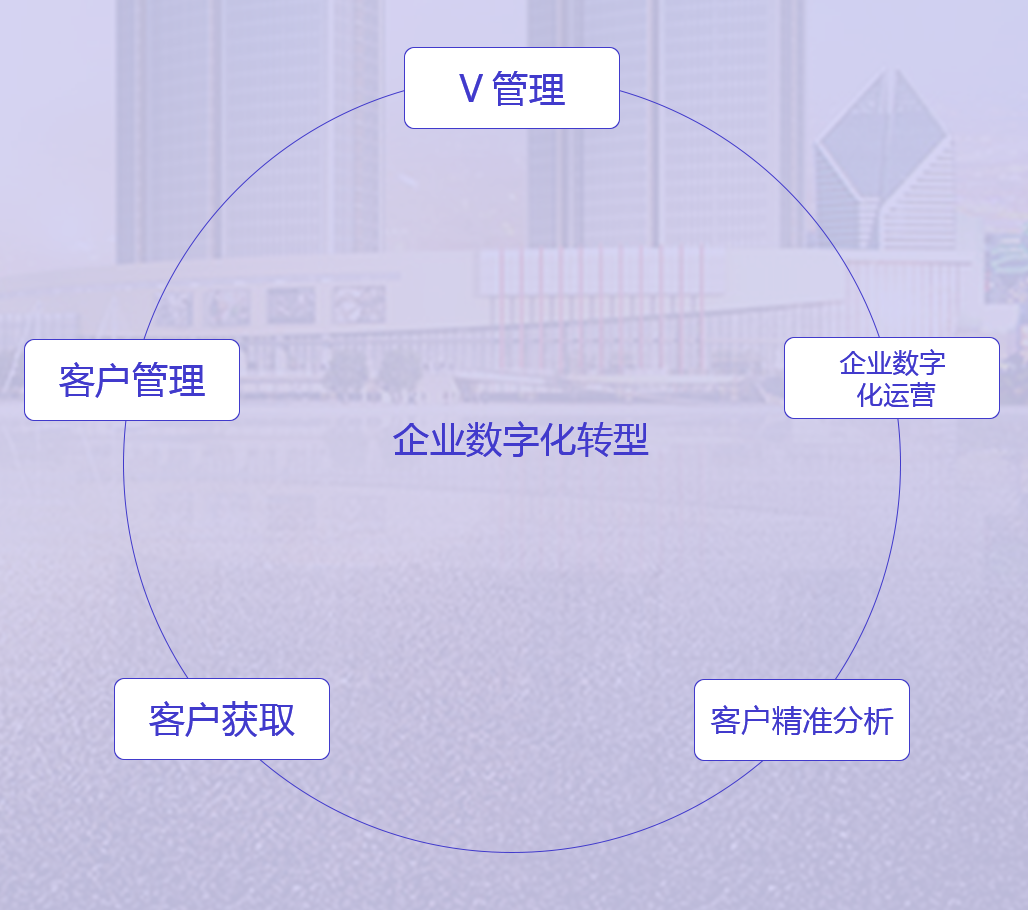 V 管理
客户管理
企业数字
化运营
企业数字化转型
客户获取
客户精准分析